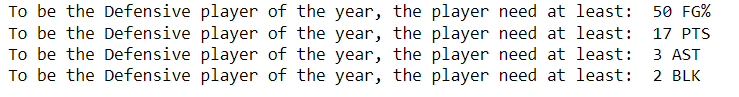 To be the Defensive player of the year, the player need at least:  50 FG%
To be the Defensive player of the year, the player need at least:  17 PTS
To be the Defensive player of the year, the player need at least:  3 AST
To be the Defensive player of the year, the player need at least:  2 BLK